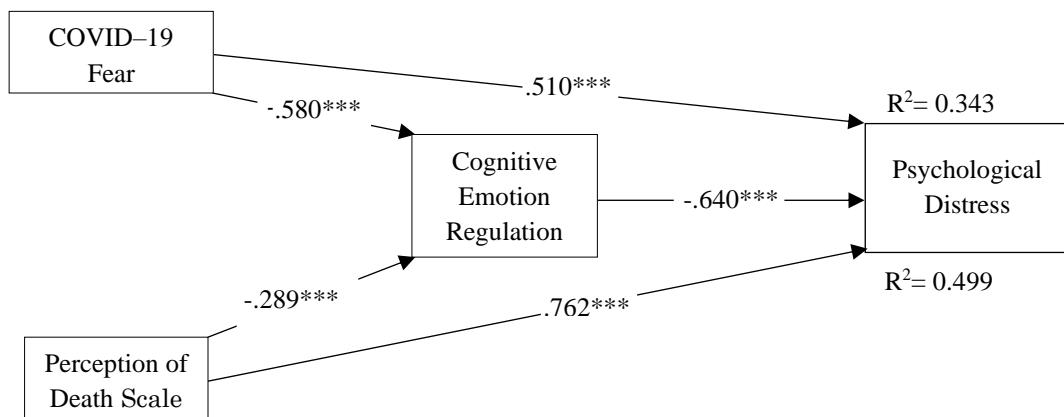 COVID–19
Fear
.510***
R²= 0.343
-.580***
Cognitive
Emotion
Regulation
-.640***
Psychological
Distress
R²= 0.499
-.289***
.762***
Perception of
Death Scale